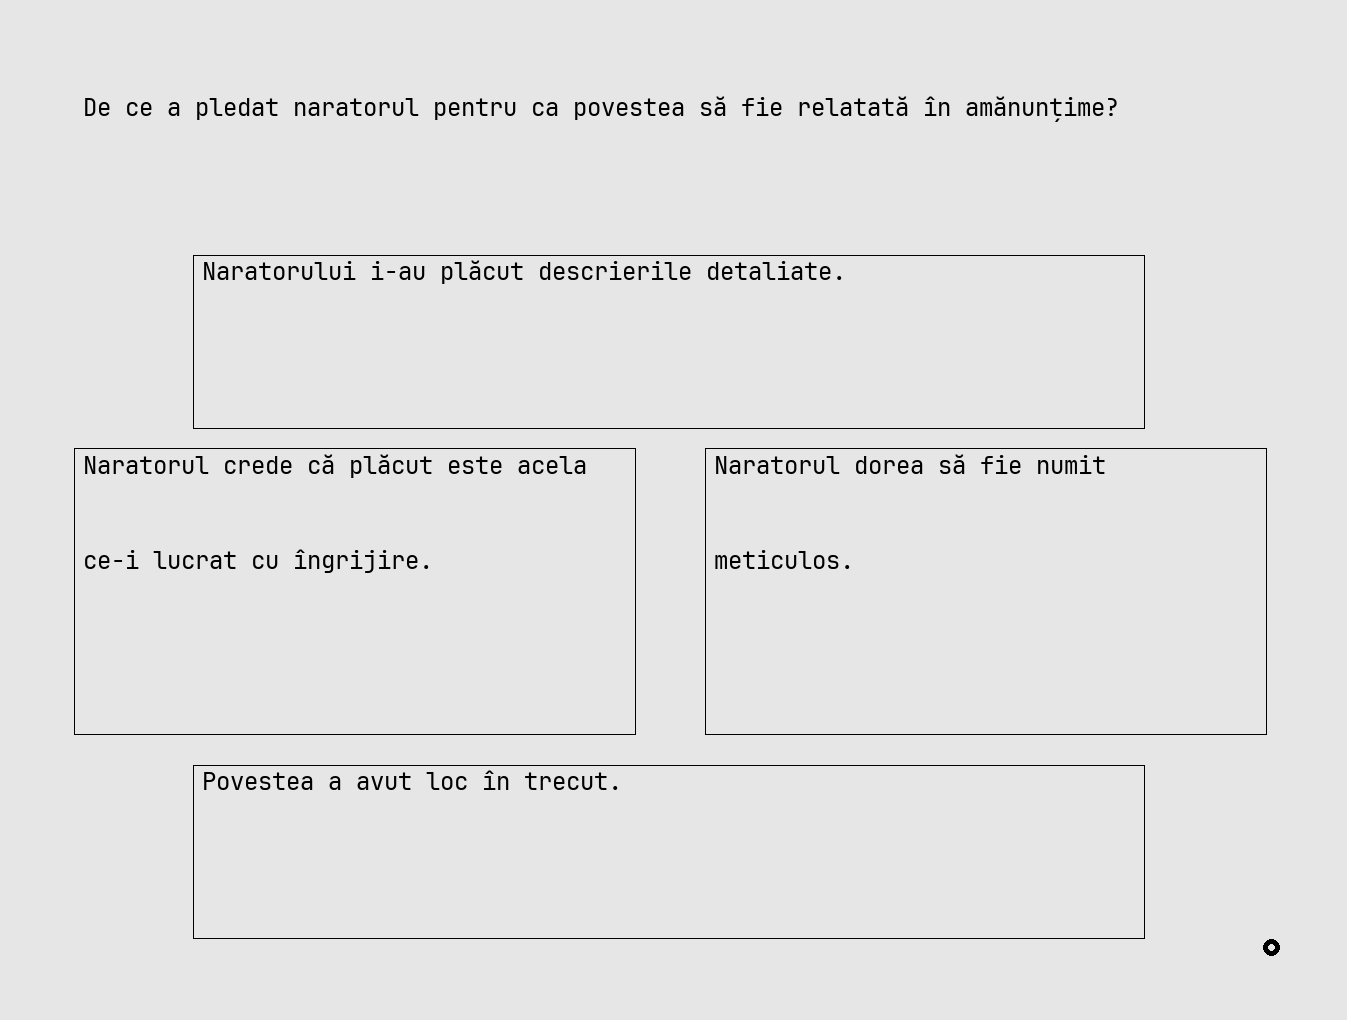 De ce a pledat naratorul pentru ca povestea să fie relatată în amănunțime?
Naratorului i-au plăcut descrierile detaliate.
Naratorul crede că plăcut este acela
ce-i lucrat cu îngrijire.
Naratorul dorea să fie numit
meticulos.
Povestea a avut loc în trecut.